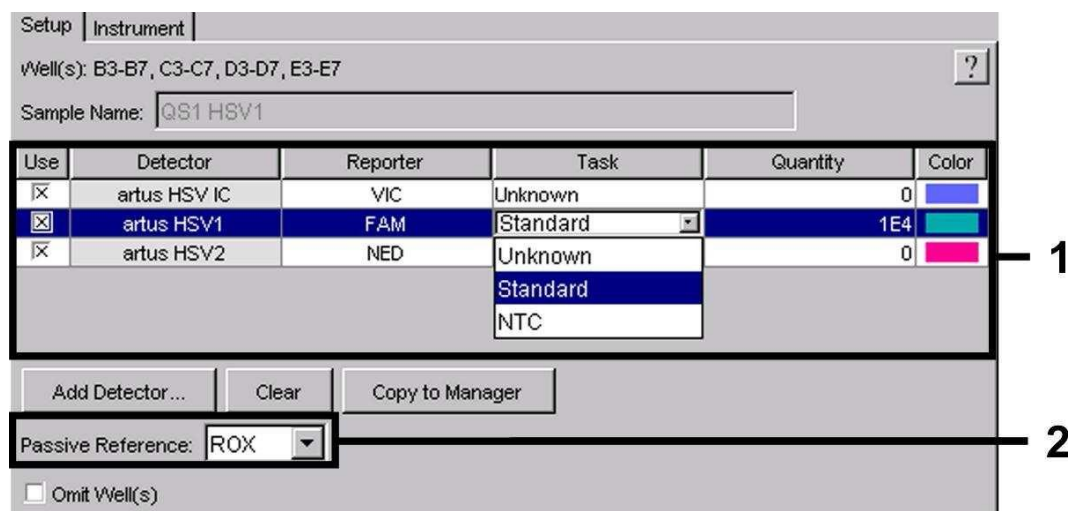 Setup Instrument
Well(s): B3-B7, C3-C7, D3-D7, E3-E7
?
Sample Name: QS1 HSV1
Use Detector Reporter Task Quantity Color
artus HSV IC VIC Unknown 0
artus HSV1 FAM Standard 1E4
artus HSV2 NED 0
Unknown
Standard
NTC
1
Add Detector... Clear Copy to Manager
Passive Reference: ROX
2
Omit Well(s)